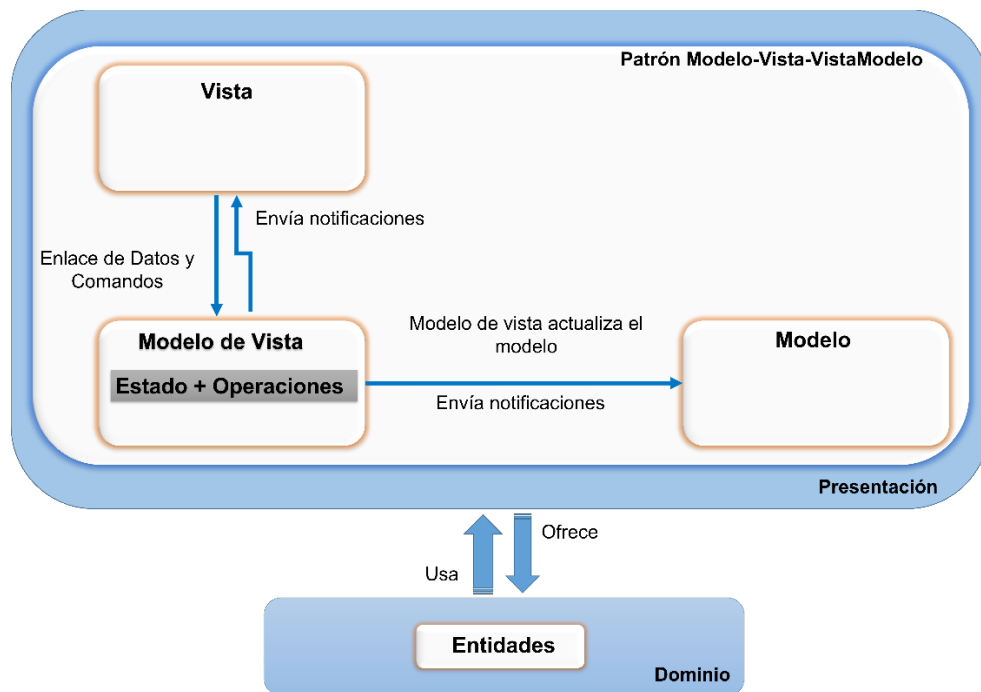 Patrón Modelo-Vista-VistaModelo
Vista
Envía notificaciones
Enlace de Datos y
Comandos
Modelo de Vista
Estado + Operaciones
Modelo de vista actualiza el
modelo
Envía notificaciones
Modelo
Presentación
Ofrece
Usa
Entidades
Dominio